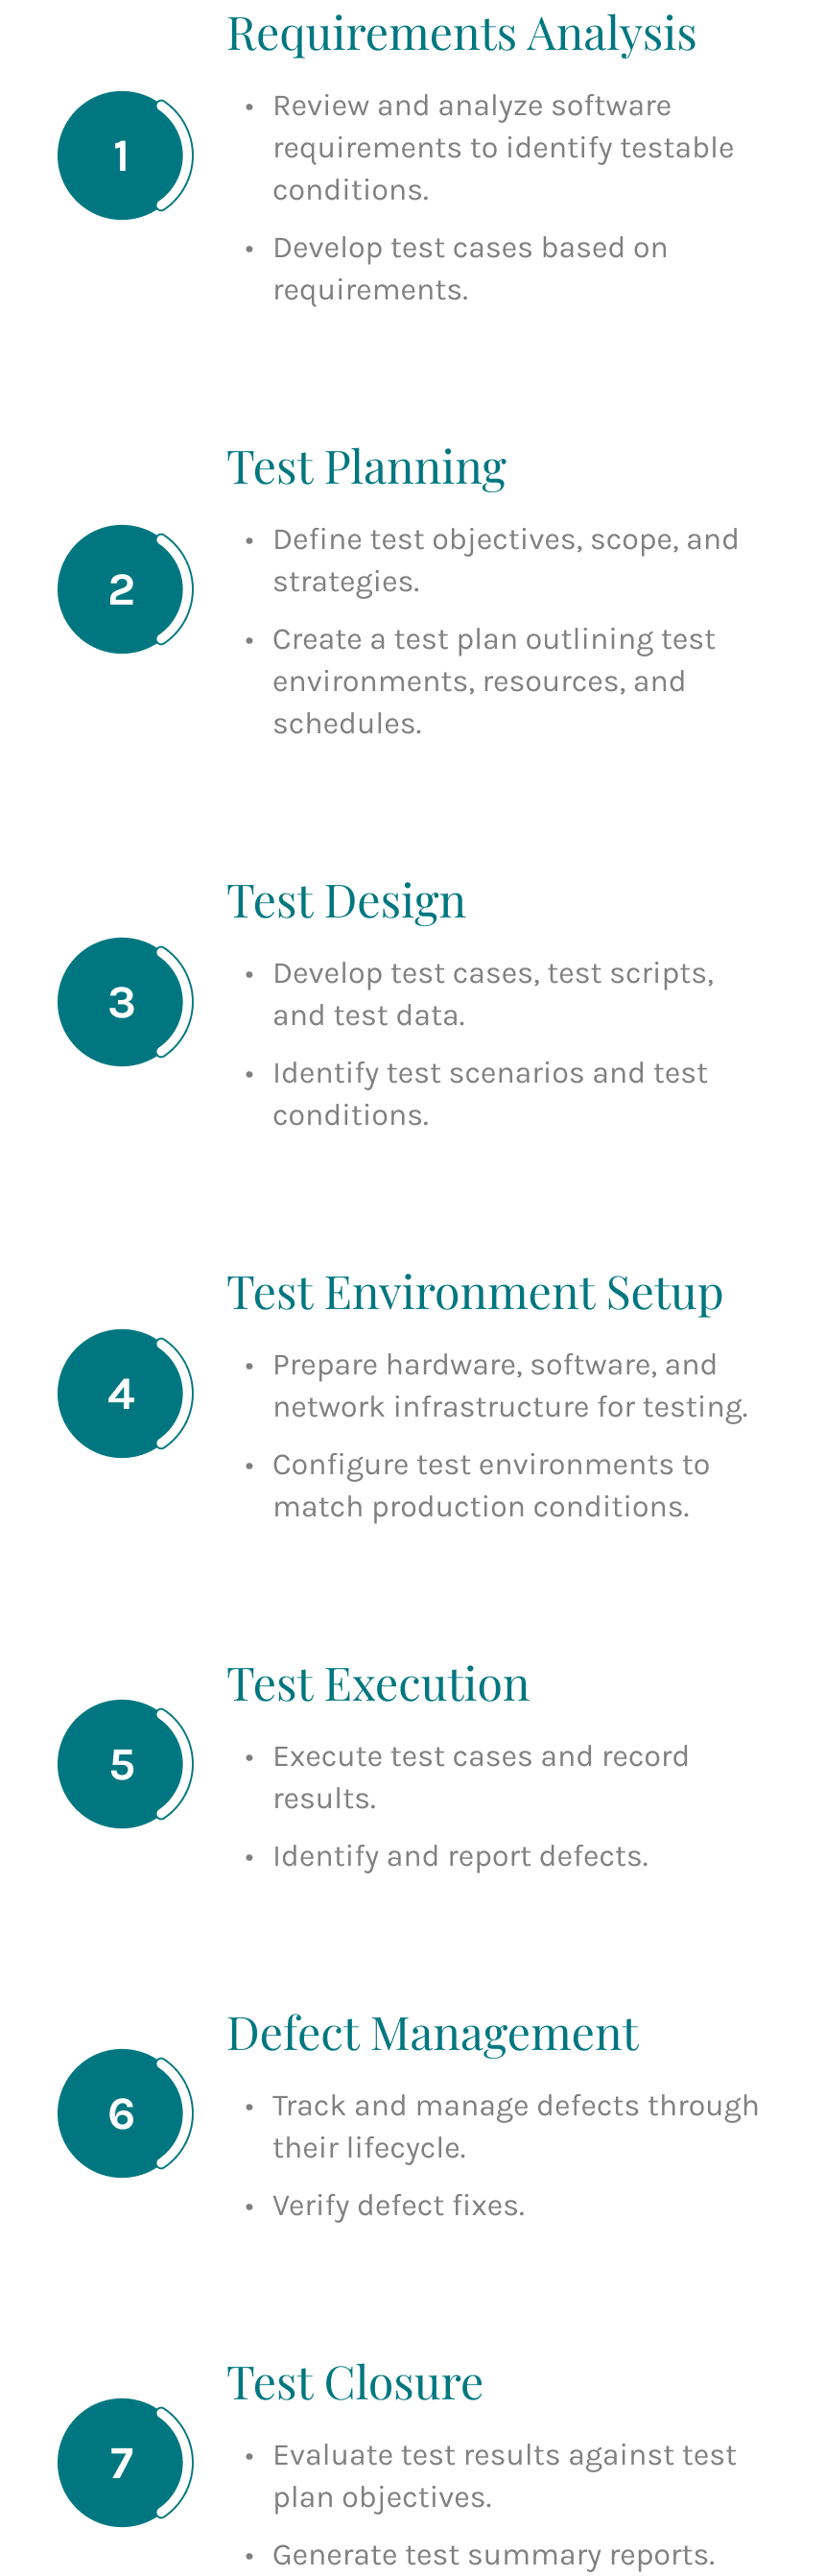 Requirements Analysis
1
• Review and analyze software
requirements to identify testable
conditions.
• Develop test cases based on
requirements.
Test Planning
2
• Define test objectives, scope, and
strategies.
• Create a test plan outlining test
environments, resources, and
schedules.
Test Design
3
• Develop test cases, test scripts,
and test data.
• Identify test scenarios and test
conditions.
Test Environment Setup
4
• Prepare hardware, software, and
network infrastructure for testing.
• Configure test environments to
match production conditions.
Test Execution
5
• Execute test cases and record
results.
• Identify and report defects.
Defect Management
6
• Track and manage defects through
their lifecycle.
• Verify defect fixes.
Test Closure
7
• Evaluate test results against test
plan objectives.
• Generate test summary reports.